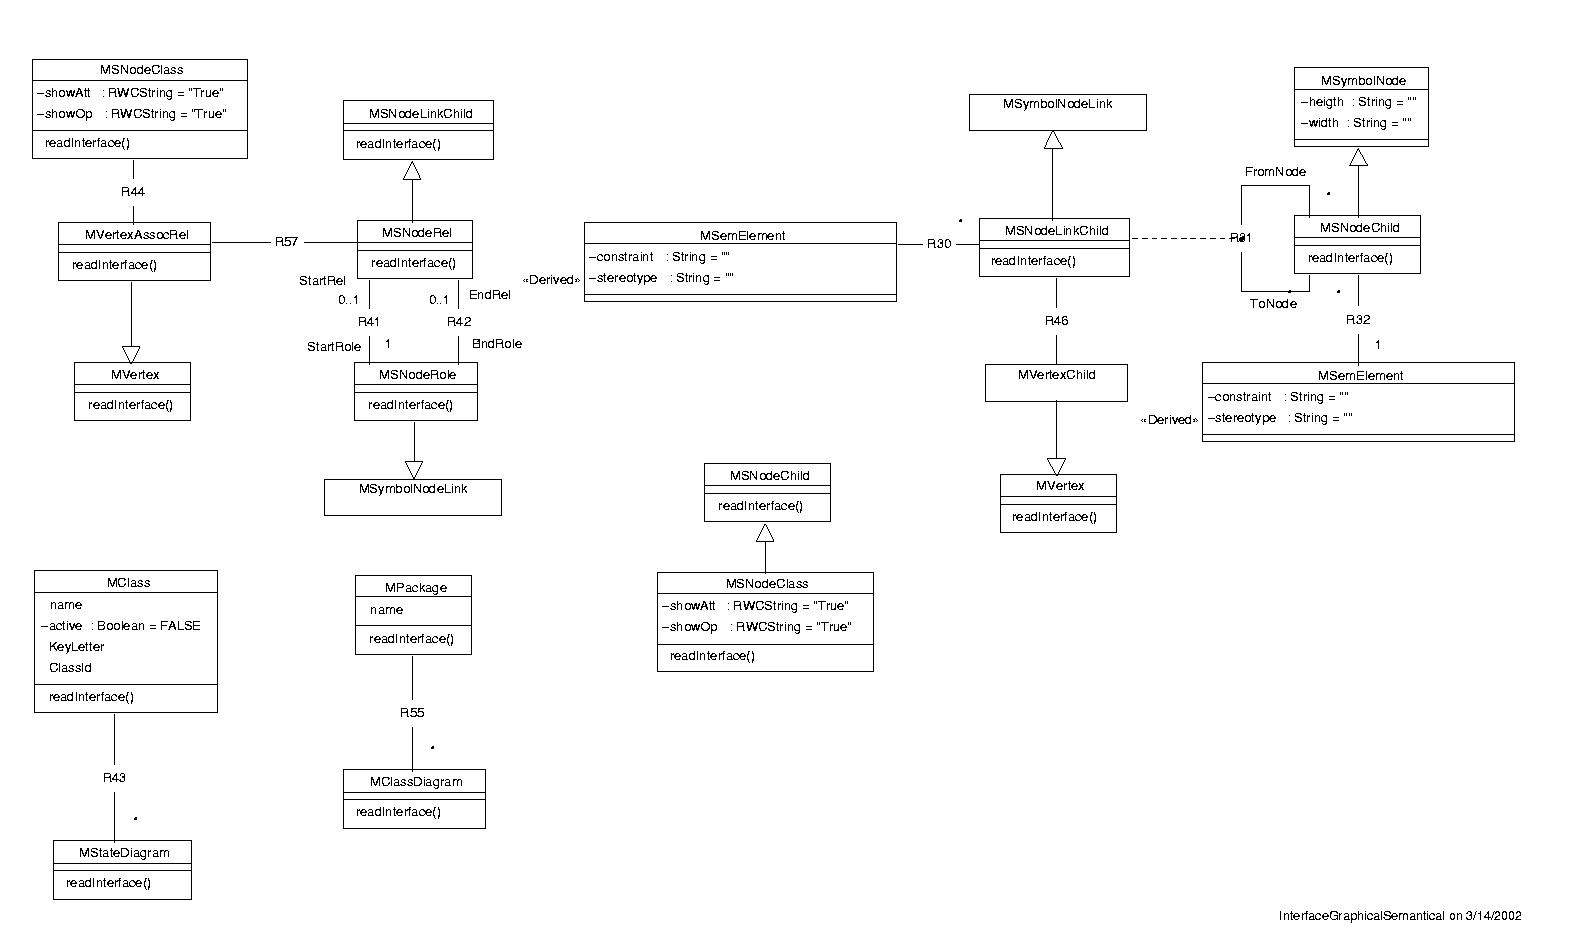 MSNodeClass
–showAtt : RWCString = "True"
–showOp : RWCString = "True"
readInterface()
R44
MVertexAssocRel
readInterface()
MVertex
readInterface()
R57
MSNodeLinkChild
readInterface()
MSNodeRel
readInterface()
StartRel
0..1
0..1
EndRel
R41
R42
StartRole
1
EndRole
MSNodeRole
readInterface()
MSymbolNodeLink
«Derived»
MSemElement
–constraint : String = ""
–stereotype : String = ""
R30
*
MSymbolNodeLink
MSNodeLinkChild
readInterface()
R46
MVertexChild
MVertex
readInterface()
MSymbolNode
–heigth : String = ""
–width : String = ""
FromNode
*
R31
MSNodeChild
readInterface()
ToNode
*
*
R32
1
«Derived»
MSemElement
–constraint : String = ""
–stereotype : String = ""
MSNodeChild
readInterface()
MSNodeClass
–showAtt : RWCString = "True"
–showOp : RWCString = "True"
readInterface()
MClass
name
–active : Boolean = FALSE
KeyLetter
ClassId
readInterface()
R43
*
MStateDiagram
readInterface()
MPackage
name
readInterface()
R55
*
MClassDiagram
readInterface()
InterfaceGraphicalSemantical on 3/14/2002